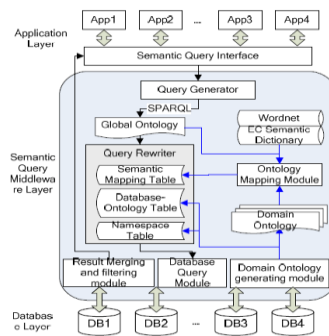 App1 App2 ... App3 App4
Application
Layer
Semantic Query Interface
Query Generator
SPARQL
Global Ontology
Wordnet
EC Semantic
Dictionary
Query Rewriter
Semantic
Mapping Table
Ontology
Mapping Module
Semantic
Query
Middlewa
re Layer
Database-
Ontology Table
Domain
Ontology
Namespace
Table
Result Merging
and filtering module
Database
Query Module
Domain Ontology
generating module
Databas
e Layer
DB1 DB2 ... DB3 DB4